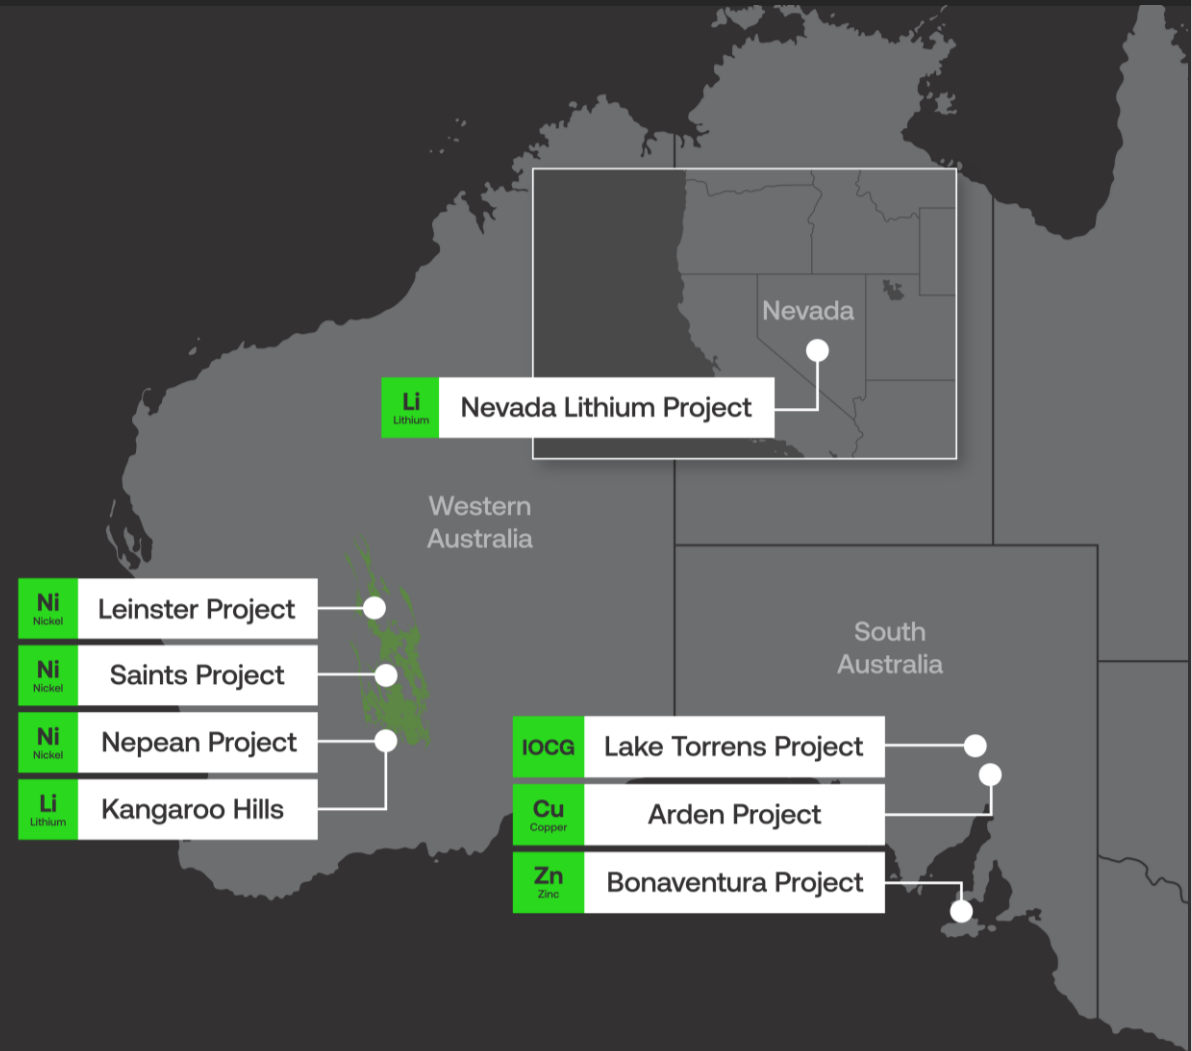 Nevada
Li
Lithium
Nevada Lithium Project
Western
Australia
Ni
Nickel
Leinster Project
Ni
Nickel
Saints Project
Ni
Nickel
Nepean Project
Li
Lithium
Kangaroo Hills
South
Australia
IOCG
Lake Torrens Project
Cu
Copper
Arden Project
Zn
Zinc
Bonaventura Project